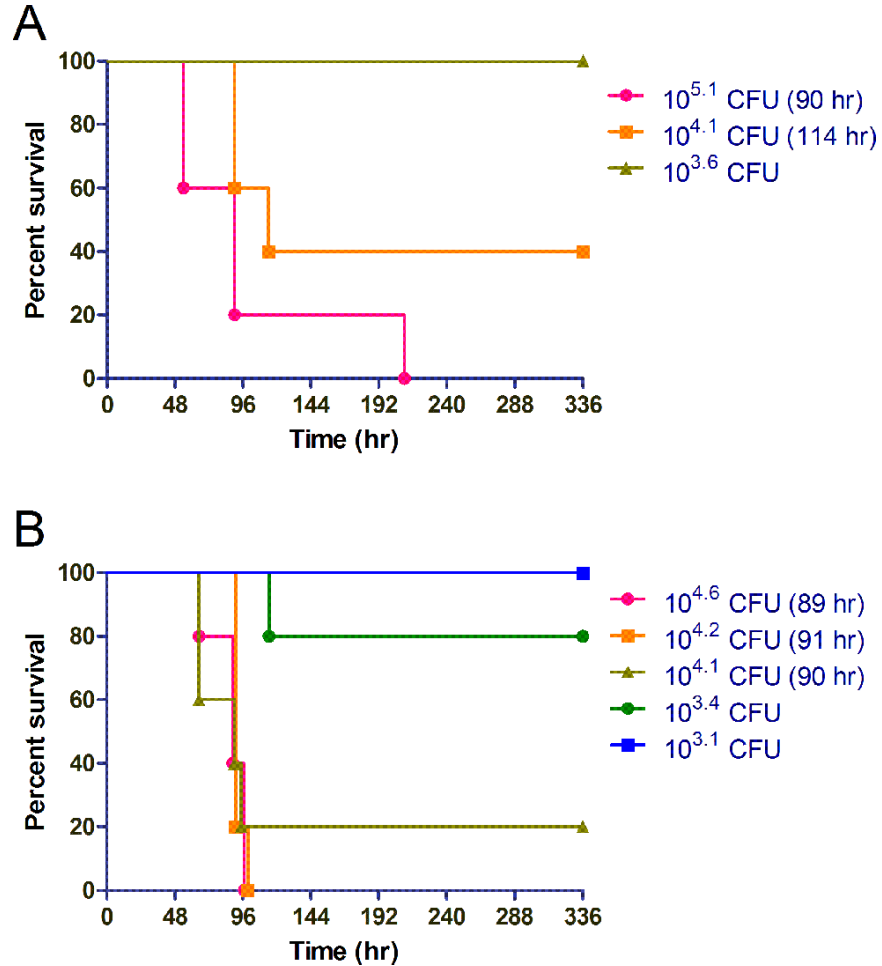 A
Percent survival
100
80
60
40
20
0
0 48 96 144 192 240 288 336
Time (hr)
10^5.1 CFU (90 hr)
10^4.1 CFU (114 hr)
10^3.6 CFU
B
Percent survival
100
80
60
40
20
0
0 48 96 144 192 240 288 336
Time (hr)
10^4.6 CFU (89 hr)
10^4.2 CFU (91 hr)
10^4.1 CFU (90 hr)
10^3.4 CFU
10^3.1 CFU